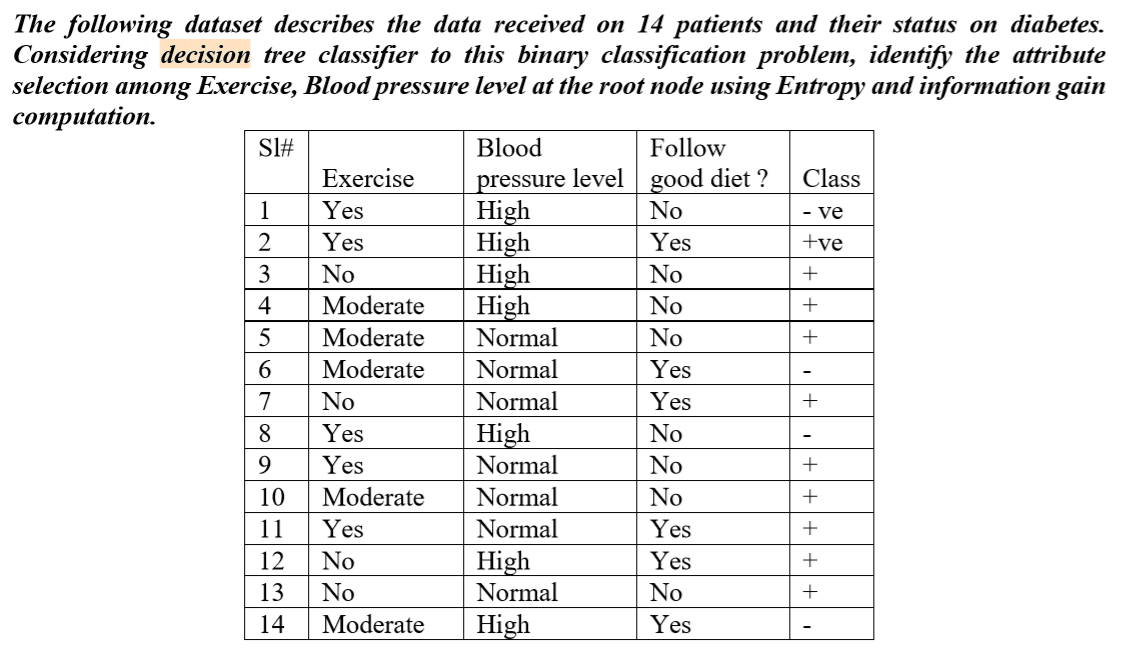 The following dataset describes the data received on 14 patients and their status on diabetes.
Considering decision tree classifier to this binary classification problem, identify the attribute
selection among Exercise, Blood pressure level at the root node using Entropy and information gain
computation.
Sl# Exercise Blood pressure level Follow good diet ? Class
1 Yes High No - ve
2 Yes High Yes +ve
3 No High No +
4 Moderate High No +
5 Moderate Normal No +
6 Moderate Normal Yes -
7 No Normal Yes +
8 Yes High No -
9 Yes Normal No +
10 Moderate Normal No +
11 Yes Normal Yes +
12 No High Yes +
13 No Normal No +
14 Moderate High Yes -